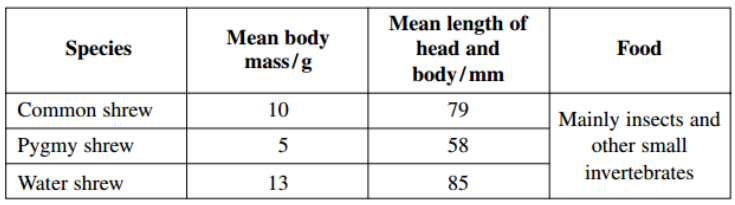 Species
Mean body
mass/g
Mean length of
head and
body/mm
Food
Common shrew 10 79
Pygmy shrew 5 58
Water shrew 13 85
Mainly insects and
other small
invertebrates